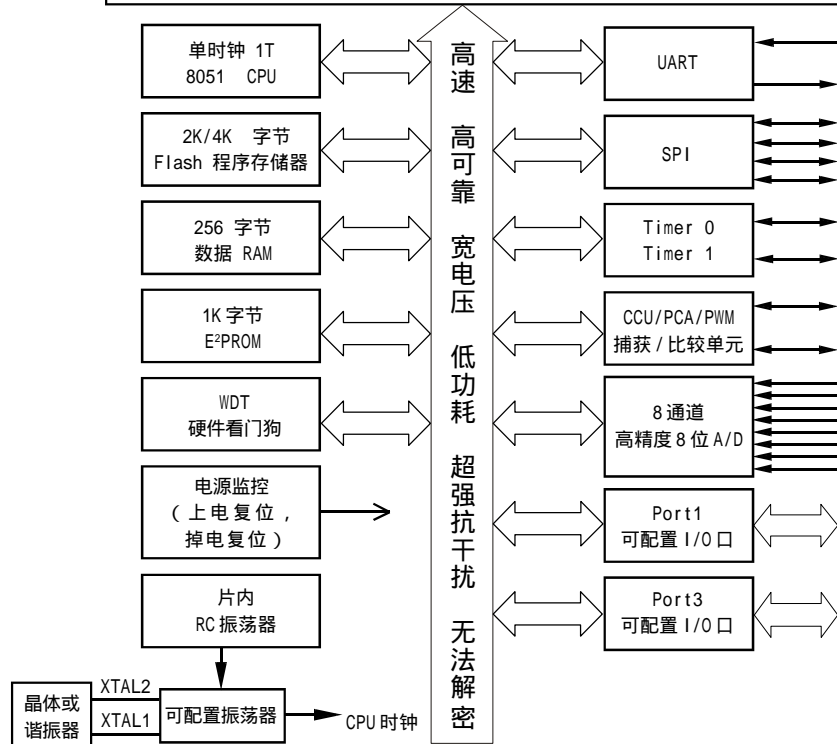 单时钟 1T
8051 CPU
2K/4K 字节
Flash 程序存储器
256 字节
数据 RAM
1K 字节
E²PROM
WDT
硬件看门狗
电源监控
(上电复位,
掉电复位)
片内
RC 振荡器
晶体或
谐振器
XTAL2
XTAL1
可配置振荡器
CPU 时钟
高速 高可靠 宽电压 低功耗 超强抗干扰 无法解密
UART
SPI
Timer 0
Timer 1
CCU/PCA/PWM
捕获/比较单元
8 通道
高精度 8 位 A/D
Port1
可配置 I/O 口
Port3
可配置 I/O 口